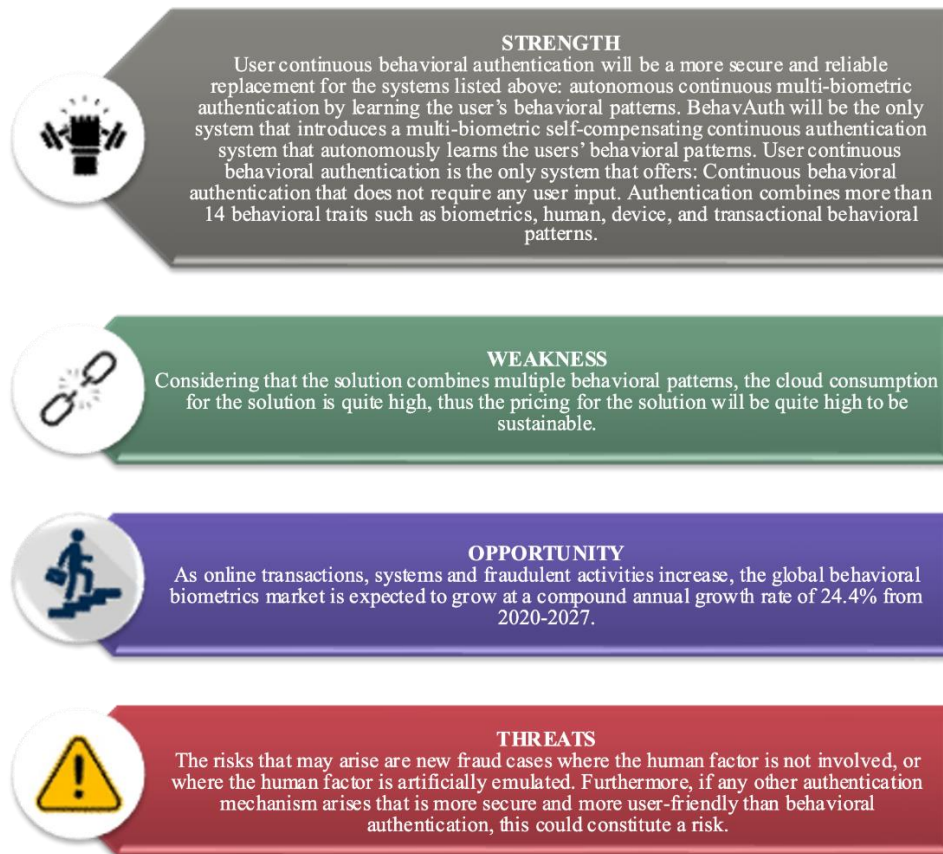 STRENGTH
User continuous behavioral authentication will be a more secure and reliable
replacement for the systems listed above: autonomous continuous multi-biometric
authentication by learning the user’s behavioral patterns. BehavAuth will be the only
system that introduces a multi-biometric self-compensating continuous authentication
system that autonomously learns the users’ behavioral patterns. User continuous
behavioral authentication is the only system that offers: Continuous behavioral
authentication that does not require any user input. Authentication combines more than
14 behavioral traits such as biometrics, human, device, and transactional behavioral
patterns.
WEAKNESS
Considering that the solution combines multiple behavioral patterns, the cloud consumption
for the solution is quite high, thus the pricing for the solution will be quite high to be
sustainable.
OPPORTUNITY
As online transactions, systems and fraudulent activities increase, the global behavioral
biometrics market is expected to grow at a compound annual growth rate of 24.4% from
2020-2027.
THREATS
The risks that may arise are new fraud cases where the human factor is not involved, or
where the human factor is artificially emulated. Furthermore, if any other authentication
mechanism arises that is more secure and more user-friendly than behavioral
authentication, this could constitute a risk.